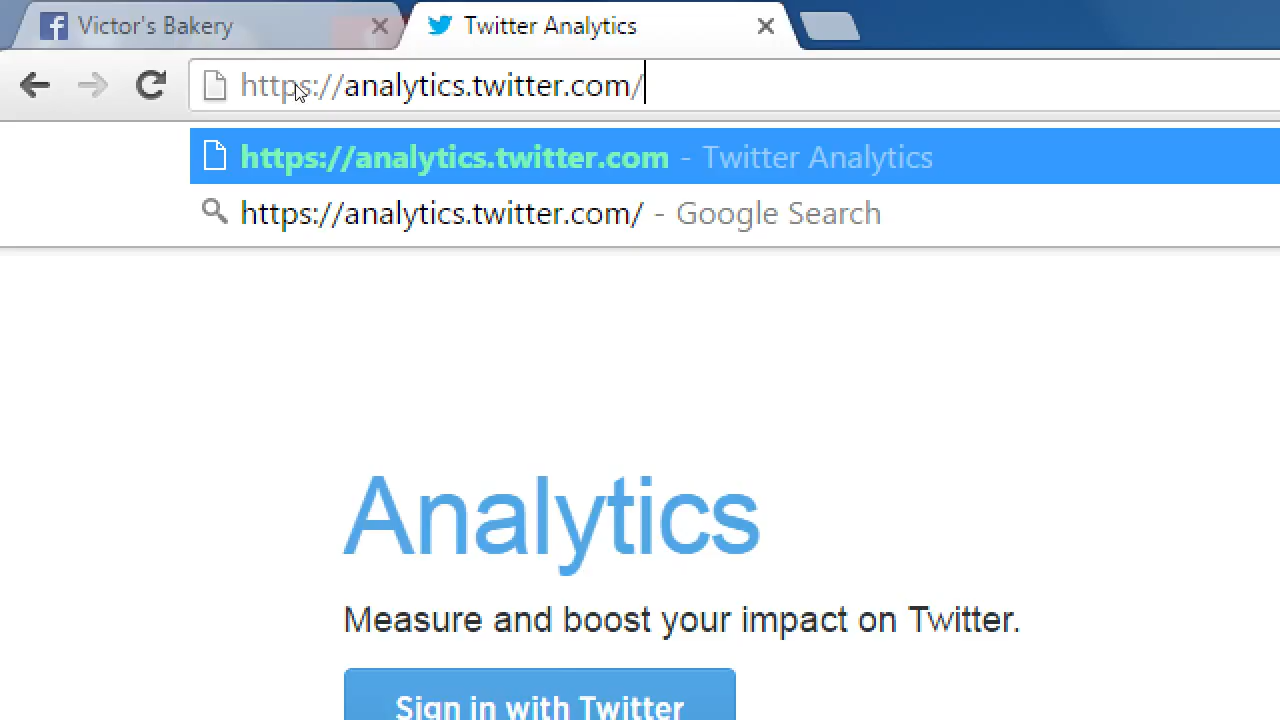 Victor's Bakery
Twitter Analytics
https://analytics.twitter.com/
https://analytics.twitter.com - Twitter Analytics
https://analytics.twitter.com/ - Google Search
Analytics
Measure and boost your impact on Twitter.
Sign in with Twitter